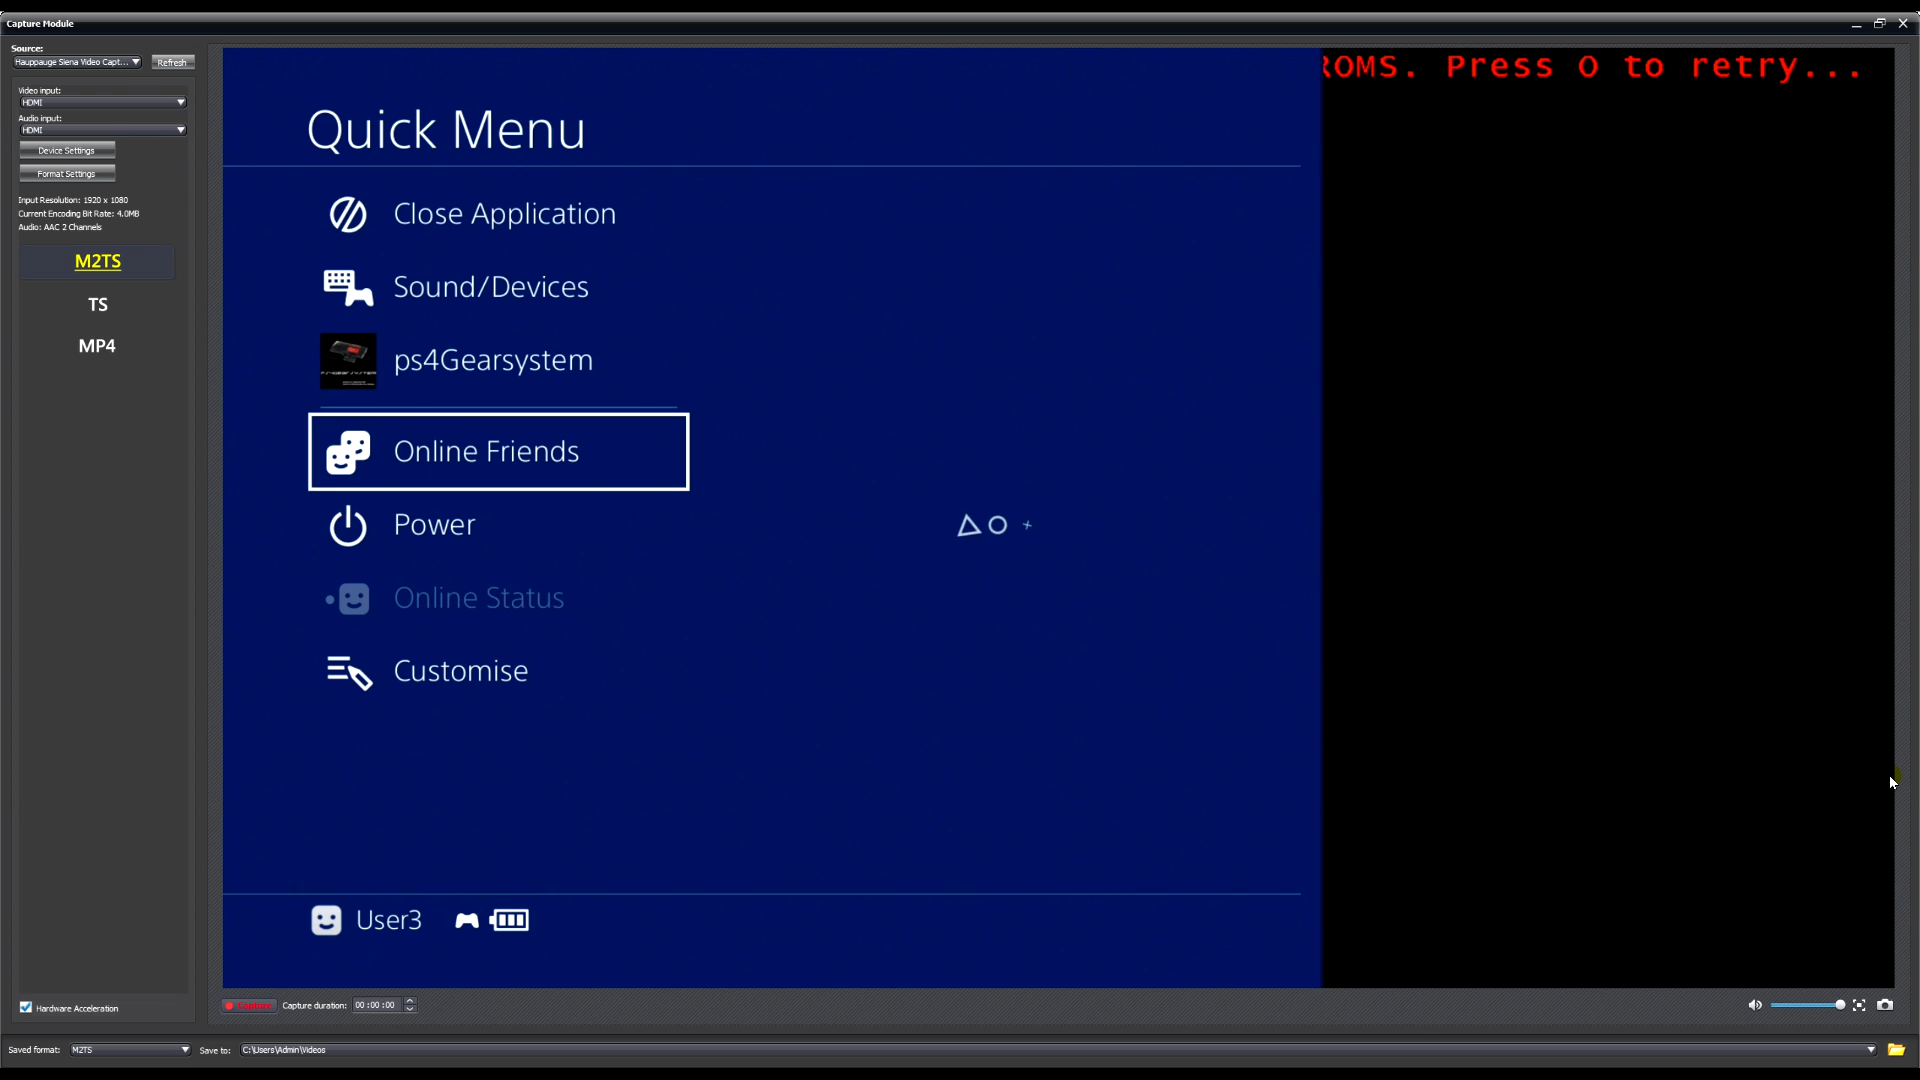 Capture Module
Source:
Hauppauge Siena Video Capt...
Refresh
Video input:
HDMI
Audio input:
HDMI
Device Settings
Format Settings
Input Resolution: 1920 x 1080
Current Encoding Bit Rate: 4.0MB
Audio: AAC 2 Channels
M2TS
TS
MP4
Hardware Acceleration
ROMS. Press O to retry...
Quick Menu
Close Application
Sound/Devices
ps4Gearsystem
Online Friends
Power
Online Status
Customise
User3
Capture
Capture duration: 00:00:00
Saved format: M2TS
Save to: C:\Users\Admin\Videos